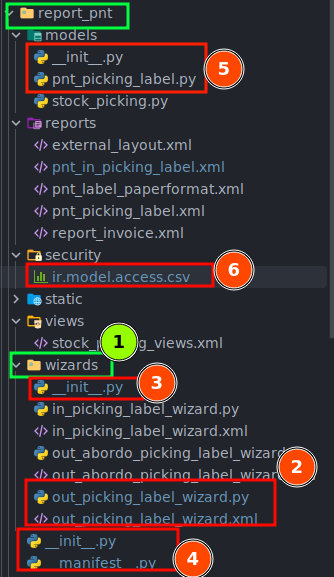 report_pnt
models
__init__.py
pnt_picking_label.py
5
stock_picking.py
reports
external_layout.xml
pnt_in_picking_label.xml
pnt_label_paperformat.xml
pnt_picking_label.xml
report_invoice.xml
security
6
ir.model.access.csv
static
views
1
stock_p king_views.xml
wizards
__init__.py
3
in_picking_label_wizard.py
in_picking_label_wizard.xml
out_abordo_picking_label_wizard
2
out_abordo_picking_label_wizard
out_picking_label_wizard.py
out_picking_label_wizard.xml
__init__.py
4
__manifest__.py